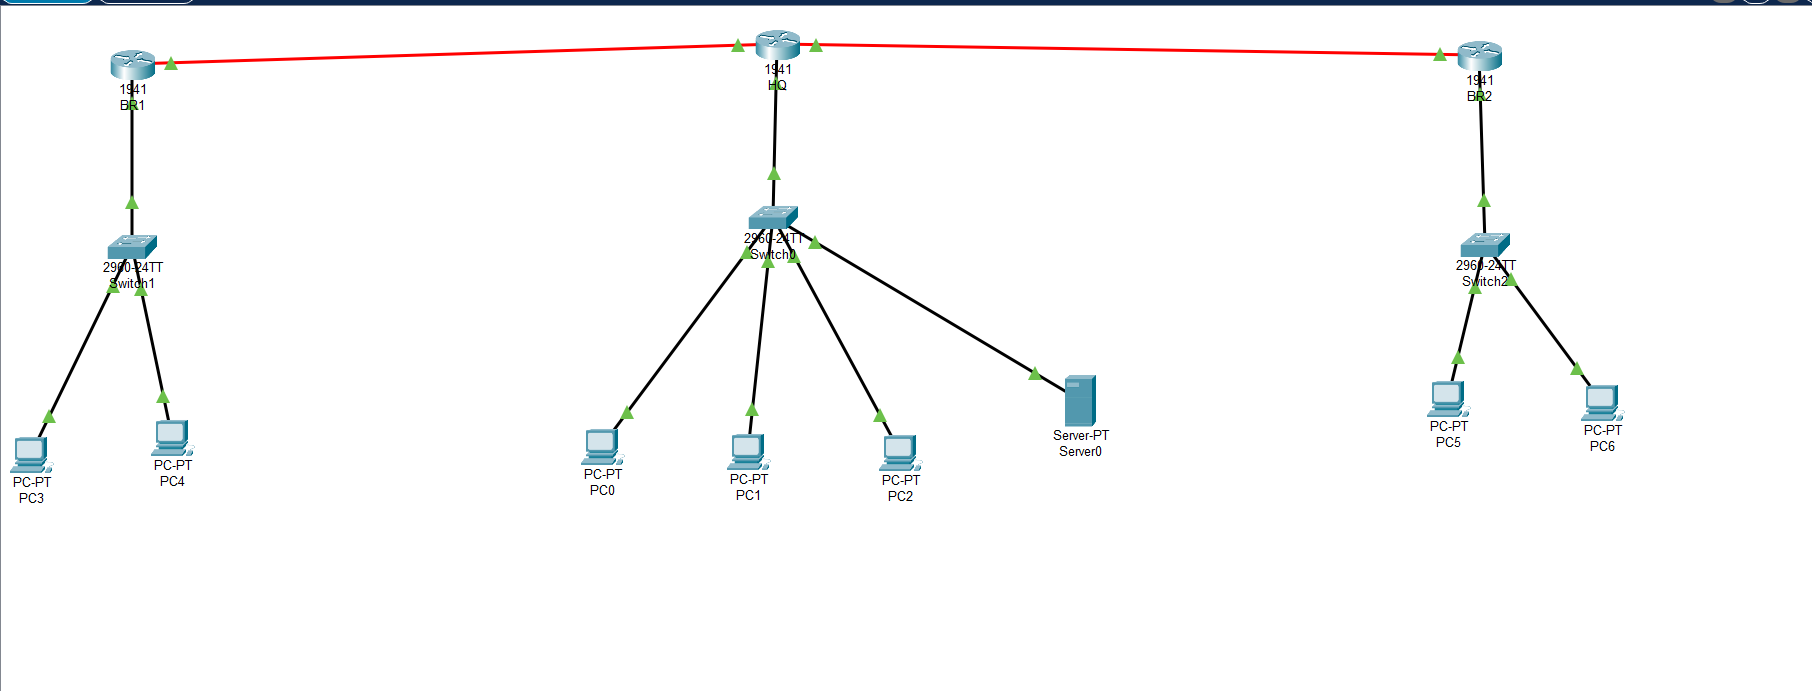 1941
BR1
1941
HQ
1941
BR2
2960-24TT
Switch1
2960-24TT
Switch0
2960-24TT
Switch2
PC-PT
PC3
PC-PT
PC4
PC-PT
PC0
PC-PT
PC1
PC-PT
PC2
Server-PT
Server0
PC-PT
PC5
PC-PT
PC6